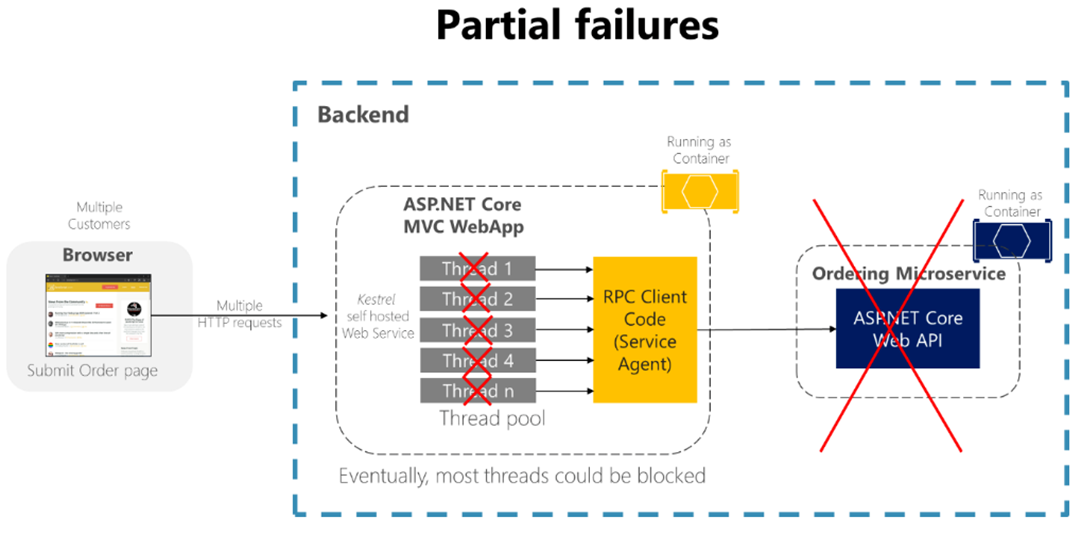 Partial failures
Backend
Running as
Container
Running as
Container
Multiple
Customers
Browser
Submit Order page
Multiple
HTTP requests
ASP.NET Core
MVC WebApp
Kestrel
self hosted
Web Service
Thread 1
Thread 2
Thread 3
Thread 4
Thread n
Thread pool
RPC Client
Code
(Service
Agent)
Ordering Microservice
ASP.NET Core
Web API
Eventually, most threads could be blocked